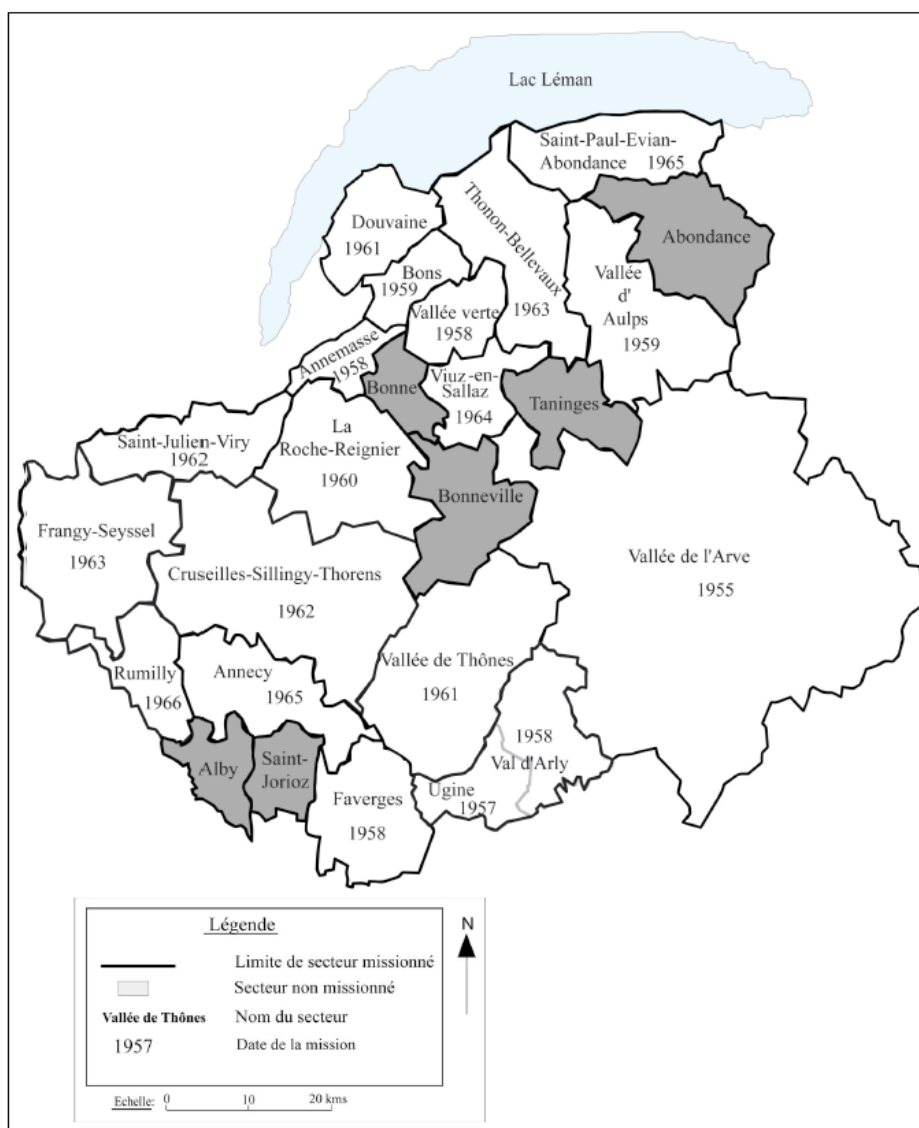 Lac Léman
Saint-Paul-Evian-
Abondance 1965
Abondance
Thonon-Bellevaux
1963
Douvaine
1961
Bons
1959
Vallée
d'
Aulps
1959
Vallée verte
1958
Annemasse
1958
Bonne
Viuz-en-
Sallaz
1964
Taninges
La
Roche-Reignier
1960
Saint-Julien-Viry
1962
Bonneville
Frangy-Seyssel
1963
Vallée de l'Arve
1955
Cruseilles-Sillingy-Thorens
1962
Vallée de Thônes
1961
Rumilly
1966
Annecy
1965
1958
Val d'Arly
Alby
Saint-
Jorioz
Ugine
1957
Faverges
1958
Légende
Limite de secteur missionné
Secteur non missionné
Vallée de Thônes Nom du secteur
1957 Date de la mission
N
Echelle: 0 10 20 kms